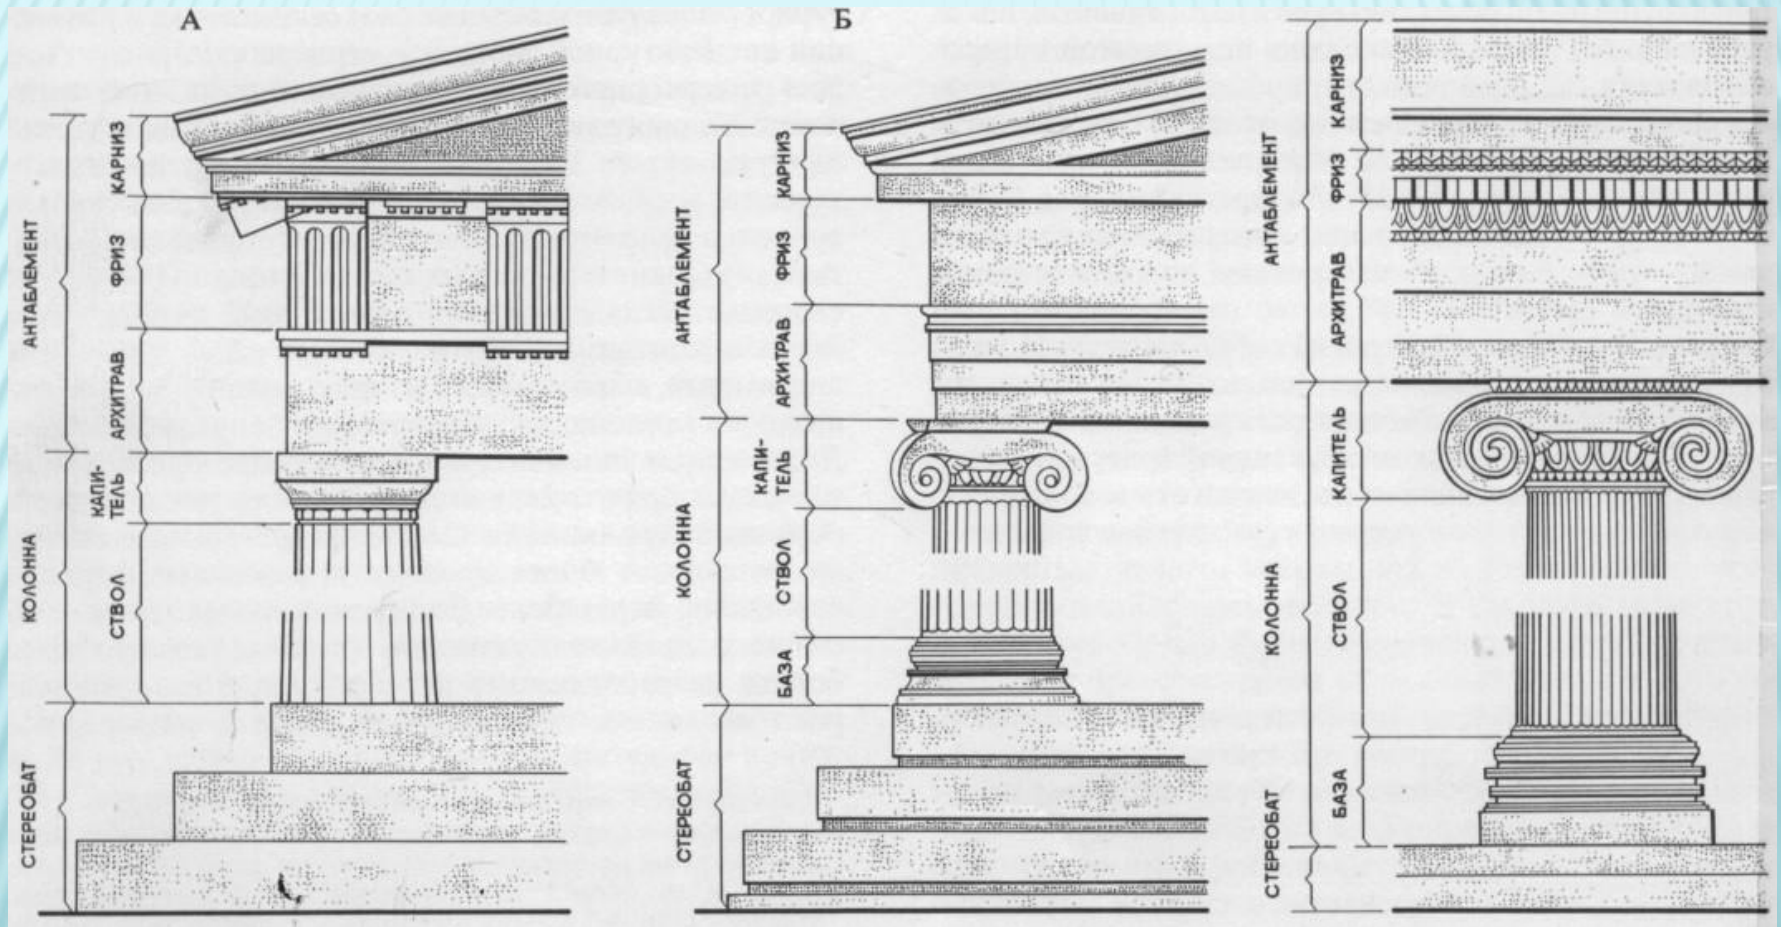 А
АНТАБЛЕМЕНТ
КАРНИЗ
ФРИЗ
АРХИТРАВ
КОЛОННА
КАПИ-
ТЕЛЬ
СТВОЛ
СТЕРЕОБАТ
Б
АНТАБЛЕМЕНТ
КАРНИЗ
ФРИЗ
АРХИТРАВ
КОЛОННА
КАПИ-
ТЕЛЬ
СТВОЛ
БАЗА
СТЕРЕОБАТ
АНТАБЛЕМЕНТ
КАРНИЗ
ФРИЗ
АРХИТРАВ
КОЛОННА
КАПИТЕЛЬ
СТВОЛ
БАЗА
СТЕРЕОБАТ